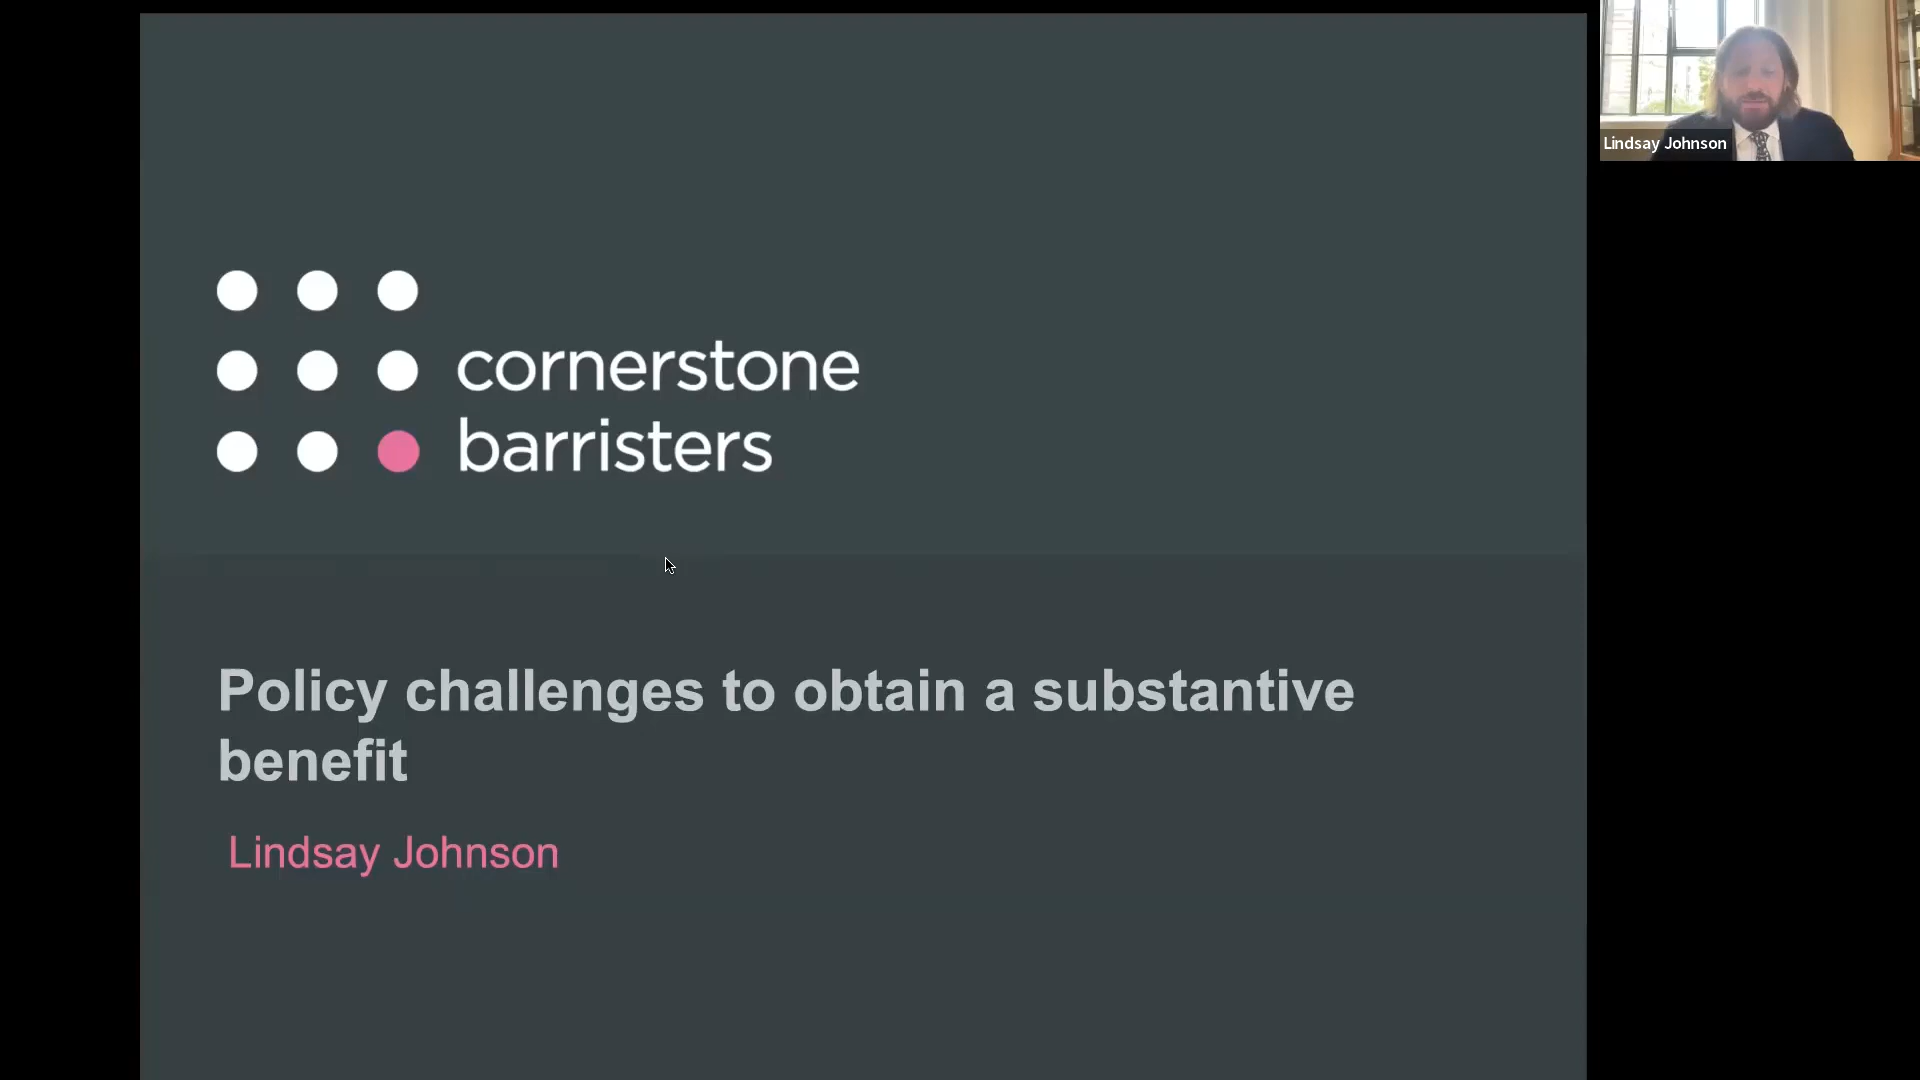 cornerstone
barristers
Policy challenges to obtain a substantive
benefit
Lindsay Johnson
Lindsay Johnson